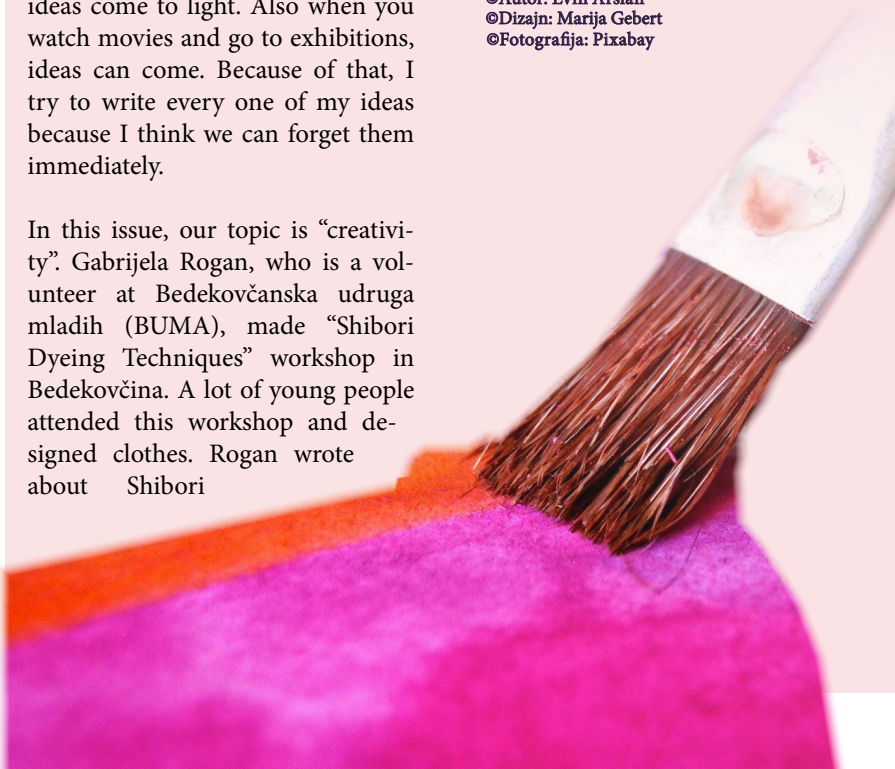 ideas come to light. Also when you
watch movies and go to exhibitions,
ideas can come. Because of that, I
try to write every one of my ideas
because I think we can forget them
immediately.
In this issue, our topic is “creativi-
ty”. Gabrijela Rogan, who is a vol-
unteer at Bedekovčanska udruga
mladih (BUMA), made “Shibori
Dyeing Techniques” workshop in
Bedekovčina. A lot of young people
attended this workshop and de-
signed clothes. Rogan wrote
about Shibori
©Autor: Evin Arslan
©Dizajn: Marija Gebert
©Fotografija: Pixabay